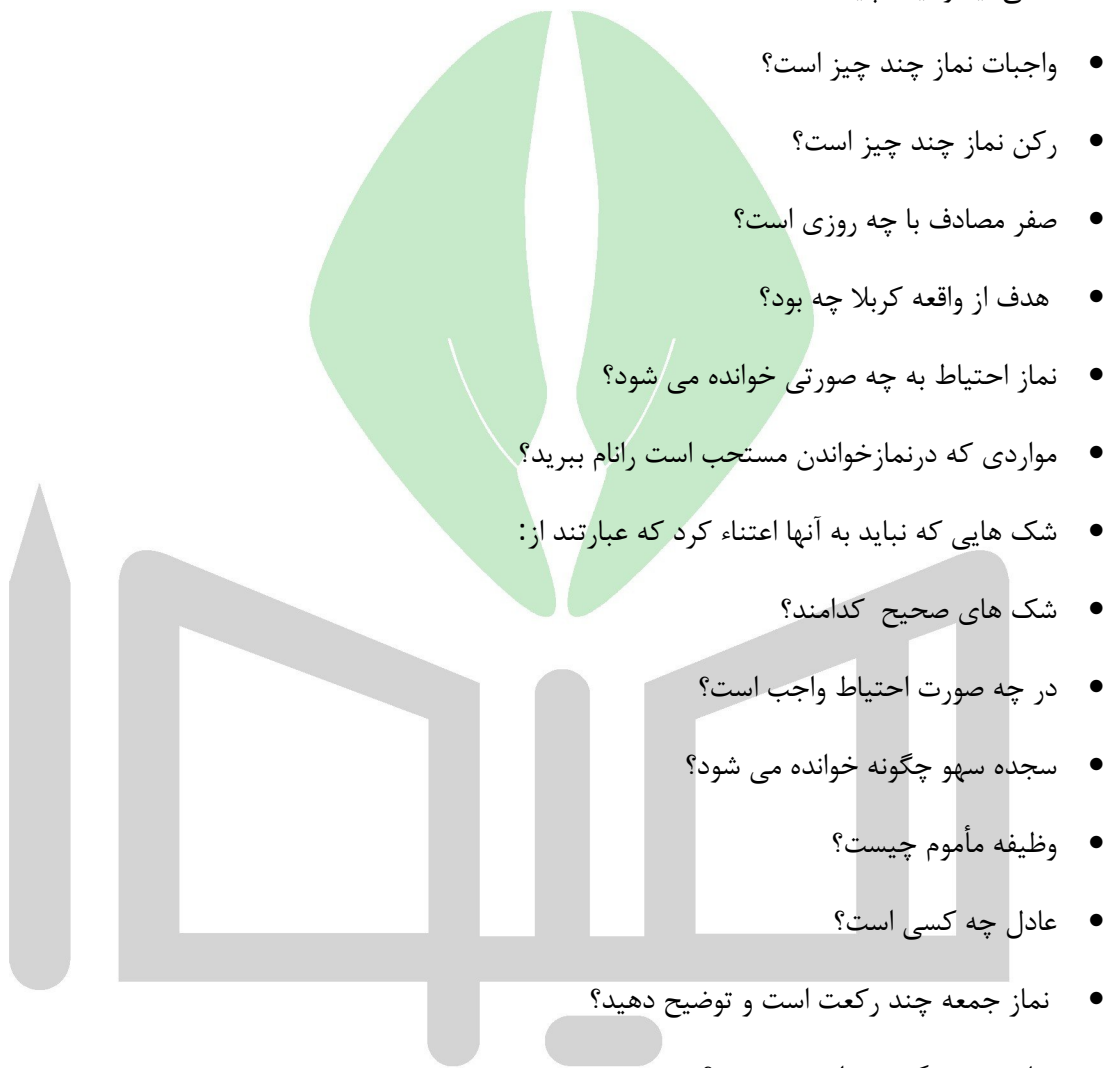 • واجبات نماز چند چیز است؟
• رکن نماز چند چیز است؟
• صفر مصادف با چه روزی است؟
• هدف از واقعه کربلا چه بود؟
• نماز احتیاط به چه صورتی خوانده می شود؟
• مواردی که درنمازخواندن مستحب است رانام ببرید؟
• شک هایی که نباید به آنها اعتناء کرد که عبارتند از:
• شک های صحیح کدامند؟
• در چه صورت احتیاط واجب است؟
• سجده سهو چگونه خوانده می شود؟
• وظیفه مأموم چیست؟
• عادل چه کسی است؟
• نماز جمعه چند رکعت است و توضیح دهید؟